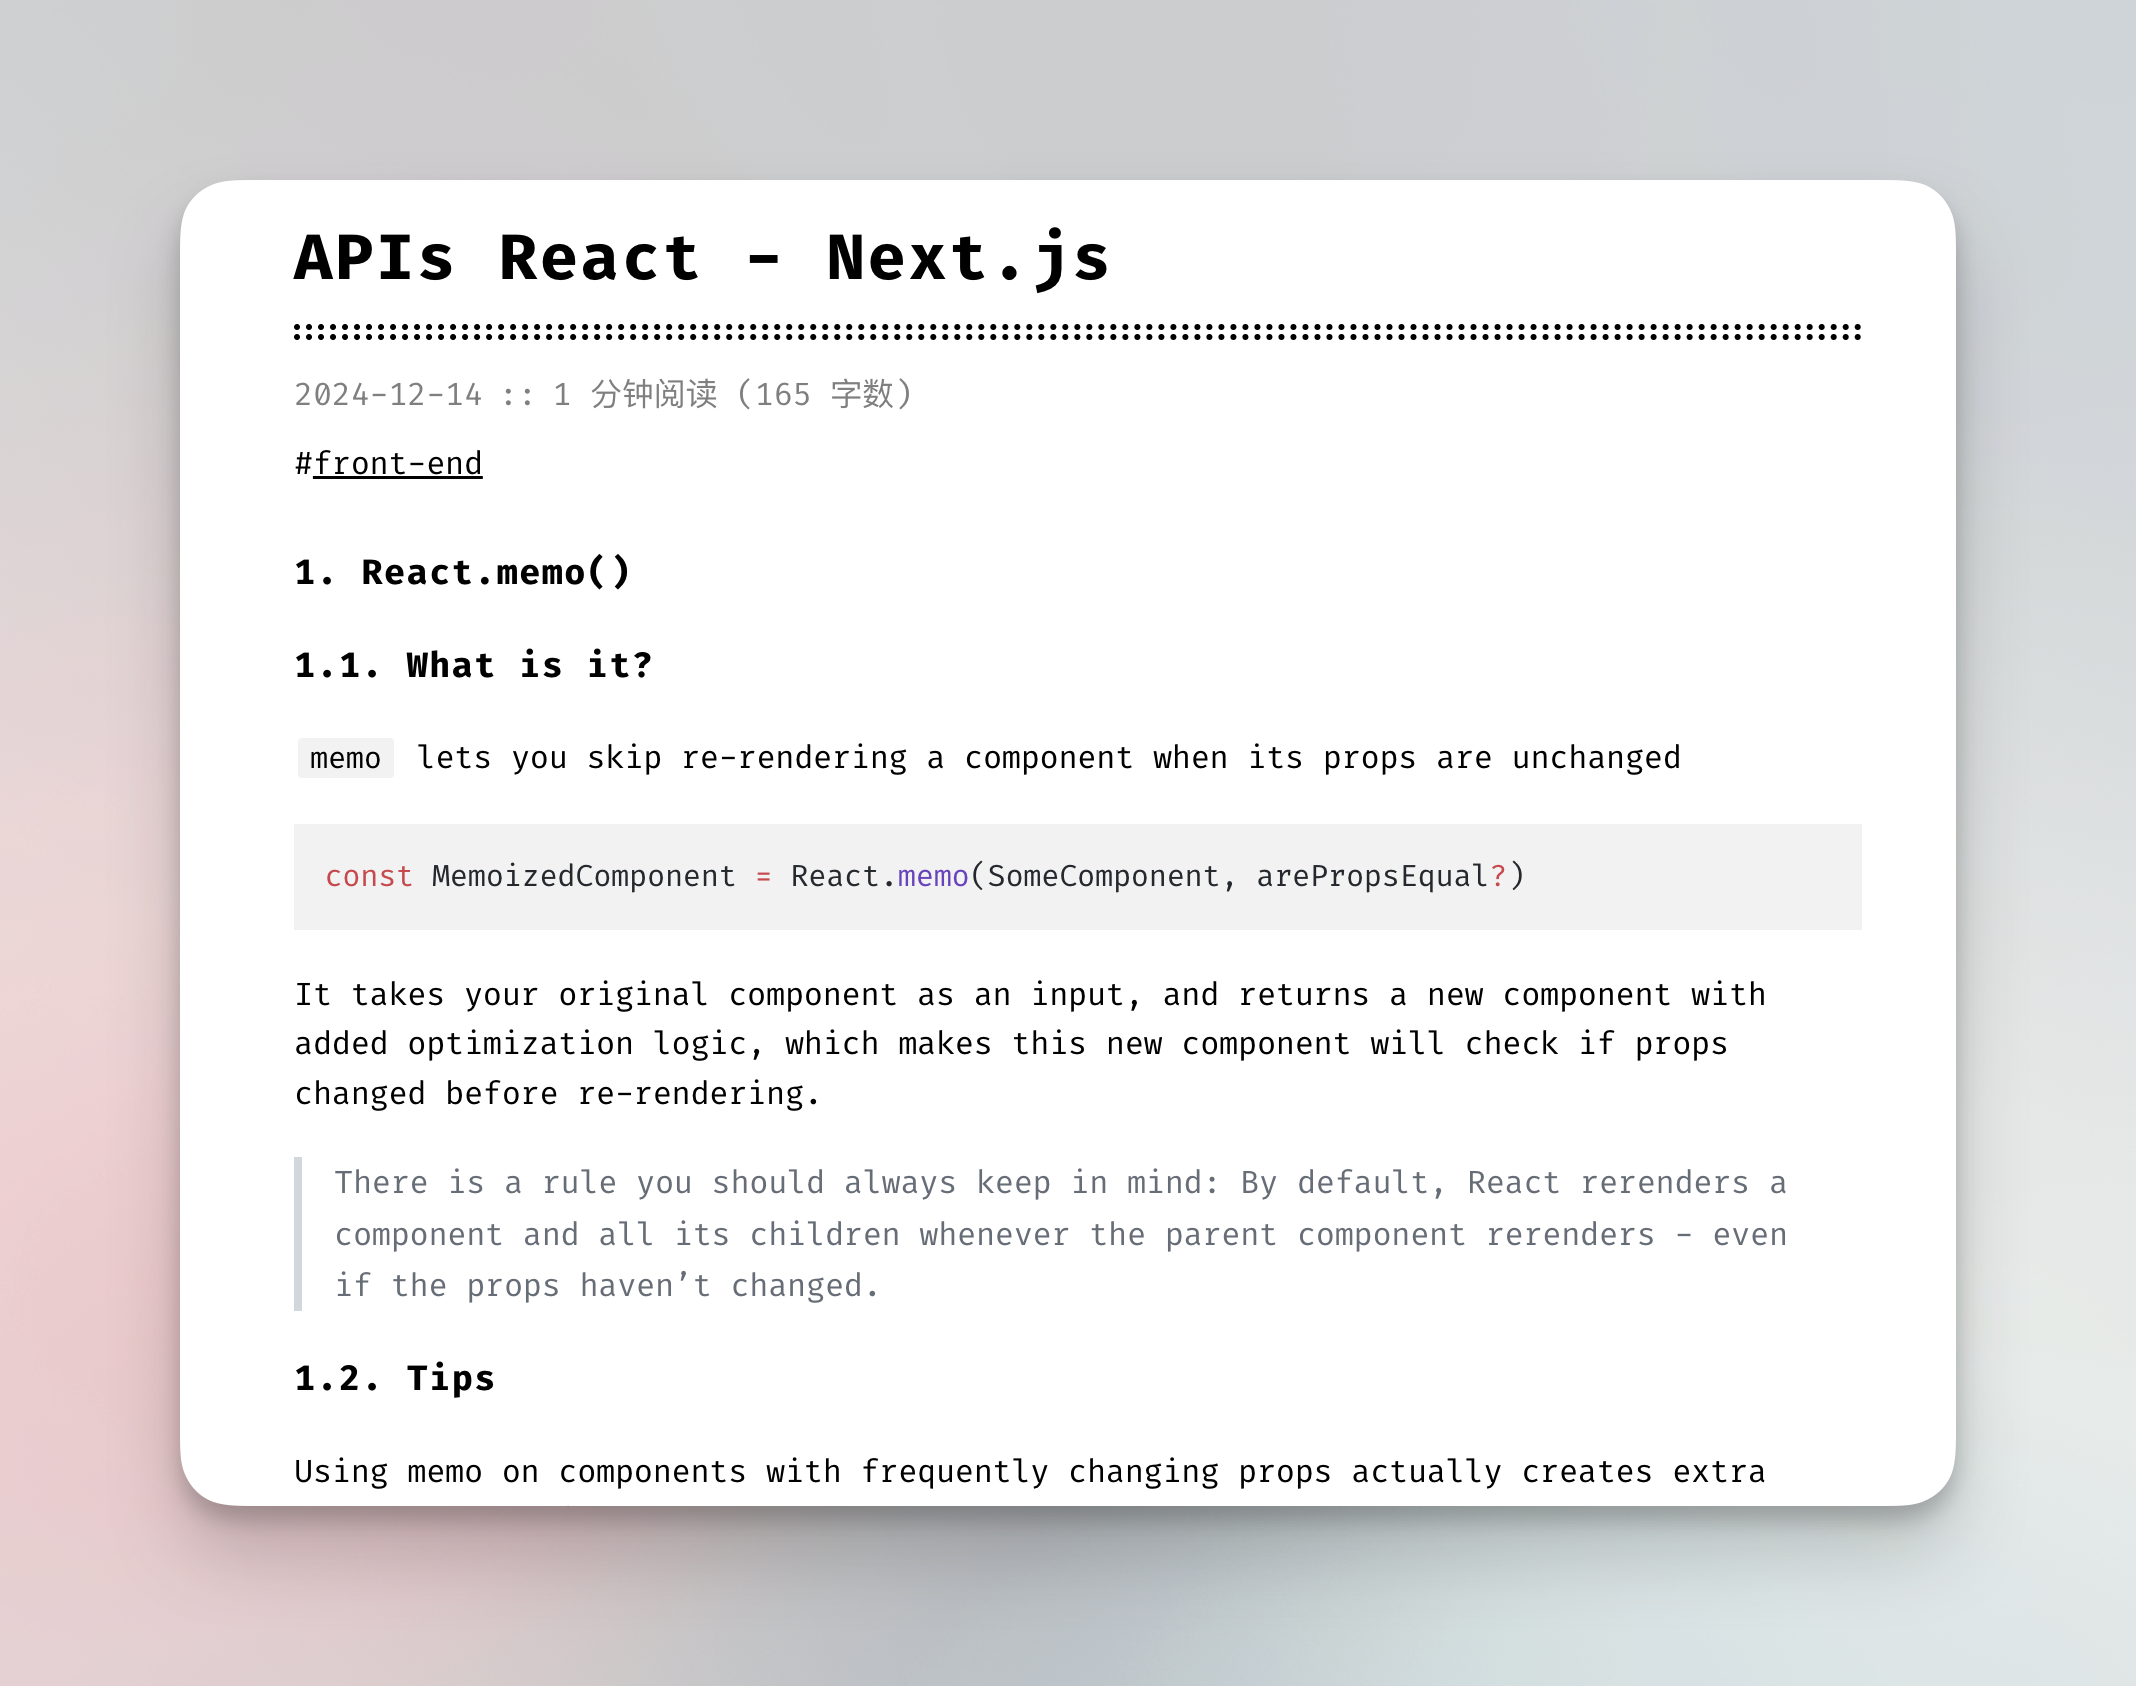 APIs React - Next.js
2024-12-14 :: 1 分钟阅读 (165 字数)
#front-end
1. React.memo()
1.1. What is it?
memo lets you skip re-rendering a component when its props are unchanged
const MemoizedComponent = React.memo(SomeComponent, arePropsEqual?)
It takes your original component as an input, and returns a new component with
added optimization logic, which makes this new component will check if props
changed before re-rendering.
There is a rule you should always keep in mind: By default, React rerenders a
component and all its children whenever the parent component rerenders - even
if the props haven’t changed.
1.2. Tips
Using memo on components with frequently changing props actually creates extra